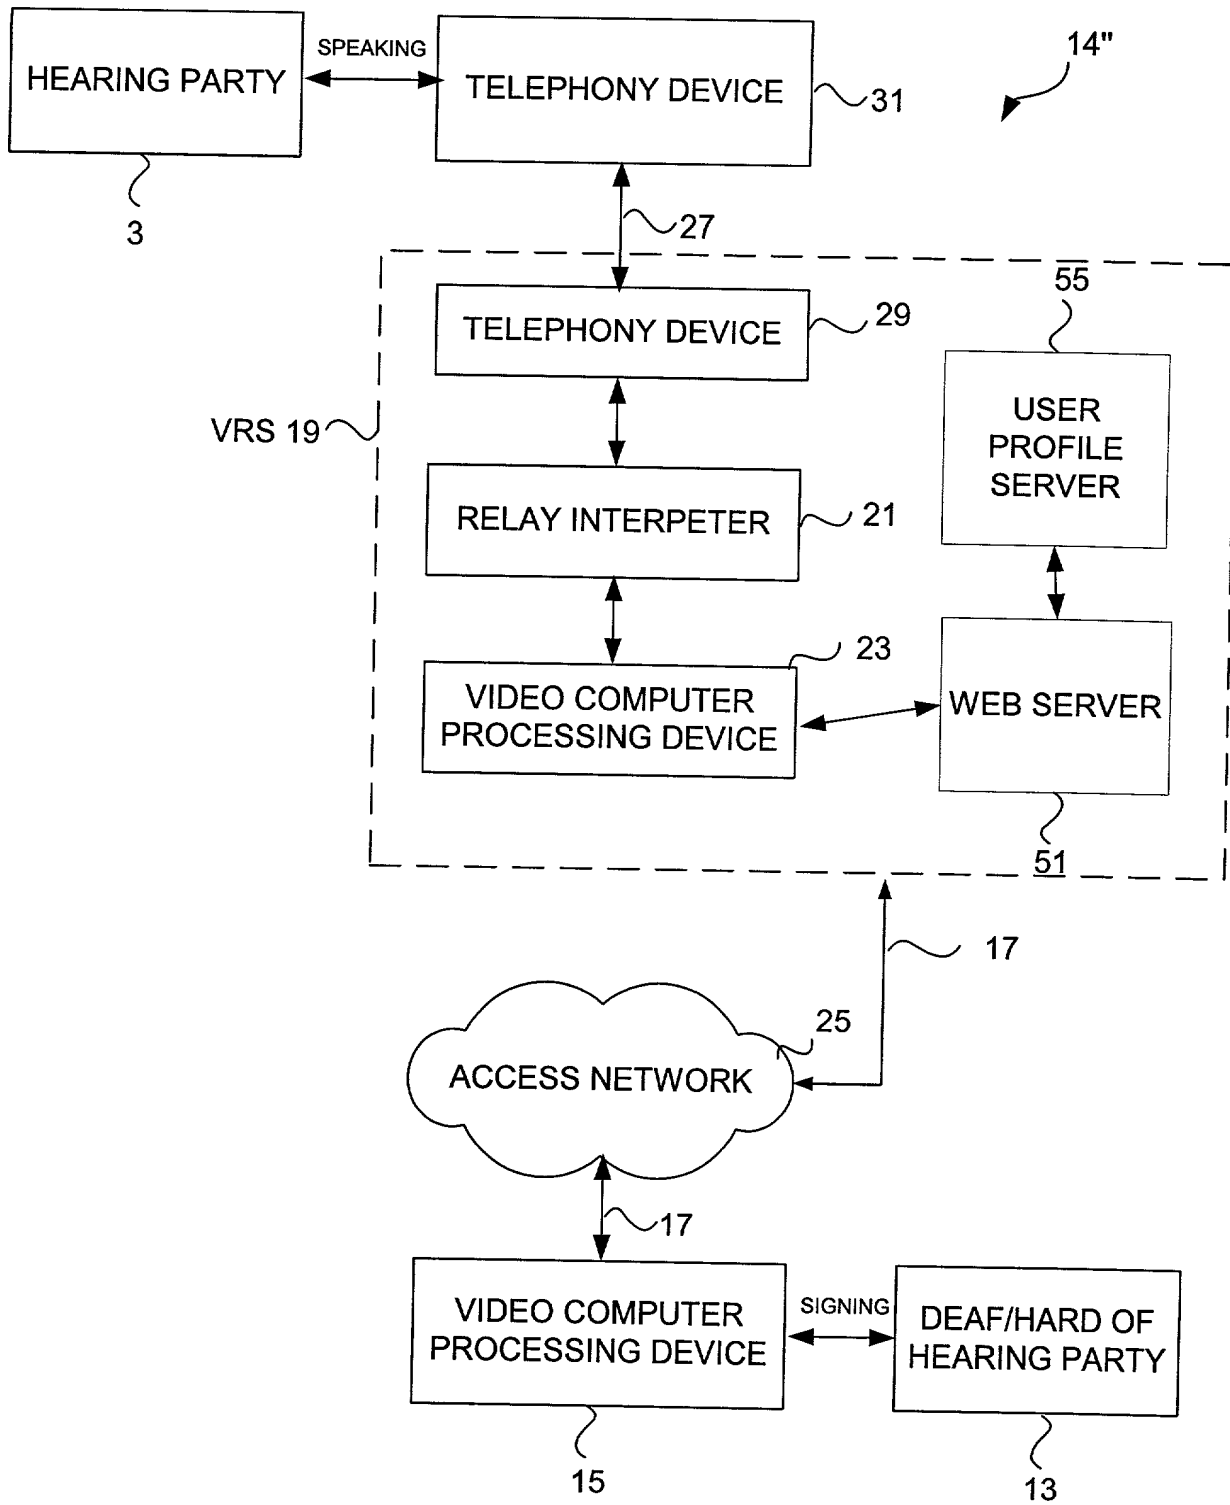 SPEAKING
14"
HEARING PARTY
TELEPHONY DEVICE
31
3
27
55
TELEPHONY DEVICE
29
VRS 19
USER
PROFILE
SERVER
RELAY INTERPETER
21
23
VIDEO COMPUTER
PROCESSING DEVICE
WEB SERVER
51
17
25
ACCESS NETWORK
17
VIDEO COMPUTER
PROCESSING DEVICE
SIGNING
DEAF/HARD OF
HEARING PARTY
15
13